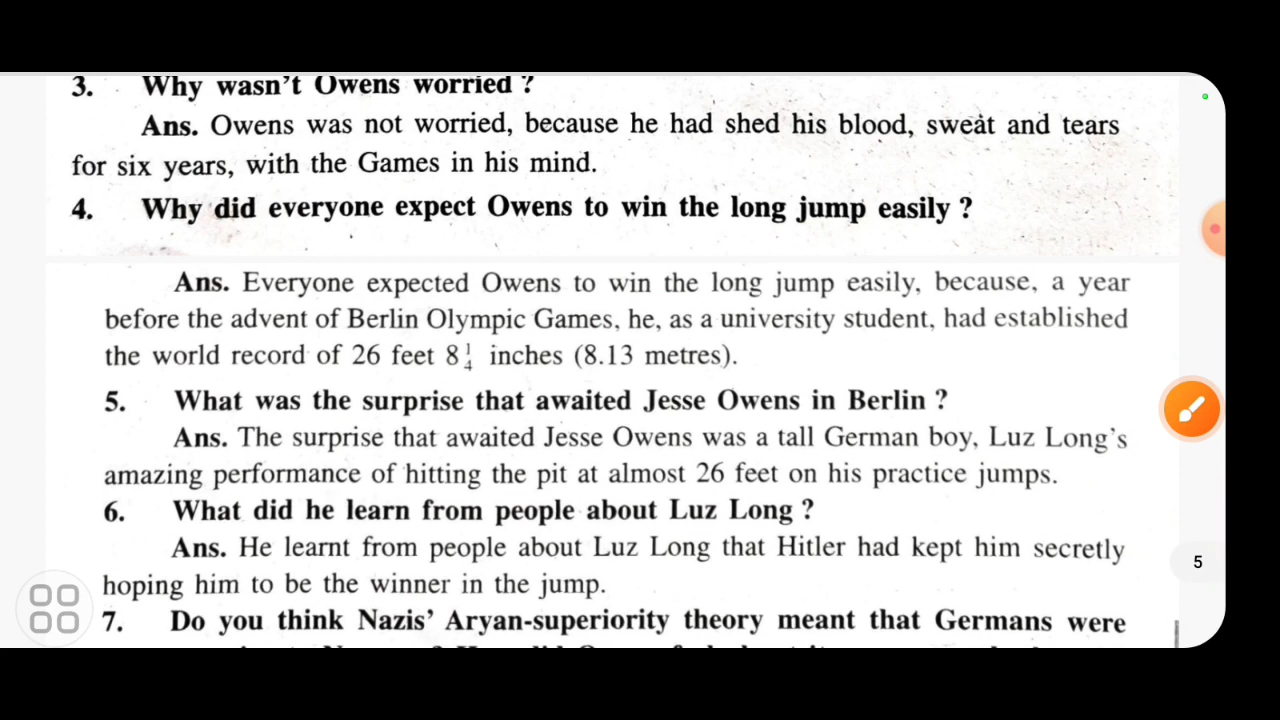 3. Why wasn't Owens worried ?
Ans. Owens was not worried, because he had shed his blood, sweat and tears
for six years, with the Games in his mind.
4. Why did everyone expect Owens to win the long jump easily ?
Ans. Everyone expected Owens to win the long jump easily, because, a year
before the advent of Berlin Olympic Games, he, as a university student, had established
the world record of 26 feet 8 1/4 inches (8.13 metres).
5. What was the surprise that awaited Jesse Owens in Berlin ?
Ans. The surprise that awaited Jesse Owens was a tall German boy, Luz Long's
amazing performance of hitting the pit at almost 26 feet on his practice jumps.
6. What did he learn from people about Luz Long ?
Ans. He learnt from people about Luz Long that Hitler had kept him secretly
hoping him to be the winner in the jump.
5
7. Do you think Nazis' Aryan-superiority theory meant that Germans were